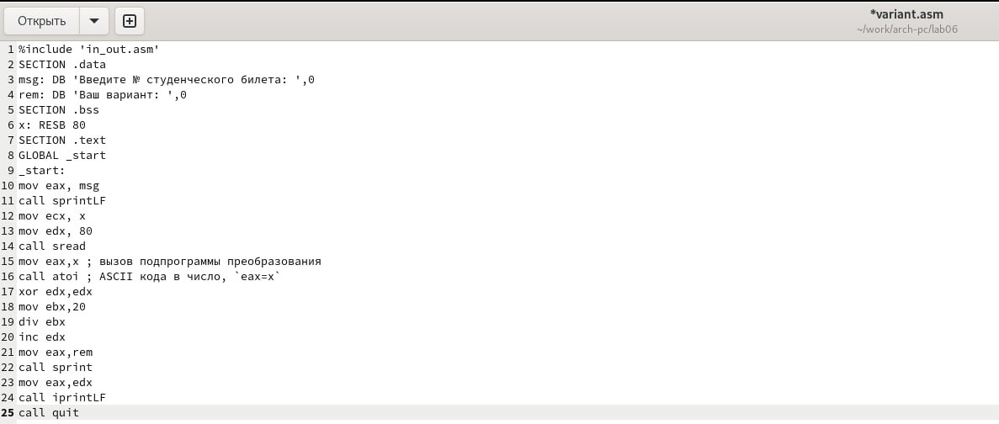 Открыть
*variant.asm
~/work/arch-pc/lab06
1 %include 'in_out.asm'
2 SECTION .data
3 msg: DB 'Введите № студенческого билета: ',0
4 rem: DB 'Ваш вариант: ',0
5 SECTION .bss
6 x: RESB 80
7 SECTION .text
8 GLOBAL _start
9 _start:
10 mov eax, msg
11 call sprintLF
12 mov ecx, x
13 mov edx, 80
14 call sread
15 mov eax,x ; вызов подпрограммы преобразования
16 call atoi ; ASCII кода в число, `eax=x`
17 xor edx,edx
18 mov ebx,20
19 div ebx
20 inc edx
21 mov eax,rem
22 call sprint
23 mov eax,edx
24 call iprintLF
25 call quit